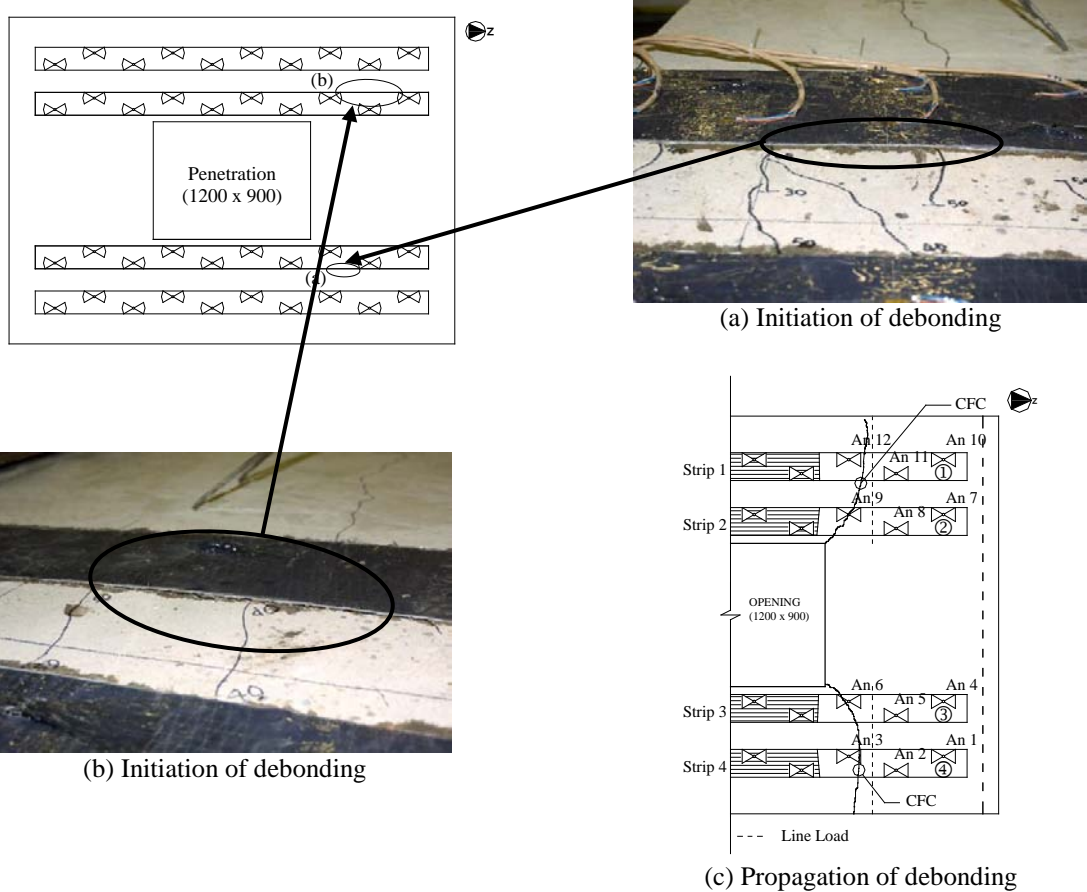 z
(b)
Penetration
(1200 x 900)
(a)
30
50
50
(a) Initiation of debonding
40
40
(b) Initiation of debonding
CFC
z
An 12
An 10
An 11
Strip 1
1
An 9
An 7
An 8
Strip 2
2
OPENING
(1200 x 900)
An 6
An 4
An 5
Strip 3
3
An 3
An 1
An 2
Strip 4
4
CFC
Line Load
(c) Propagation of debonding